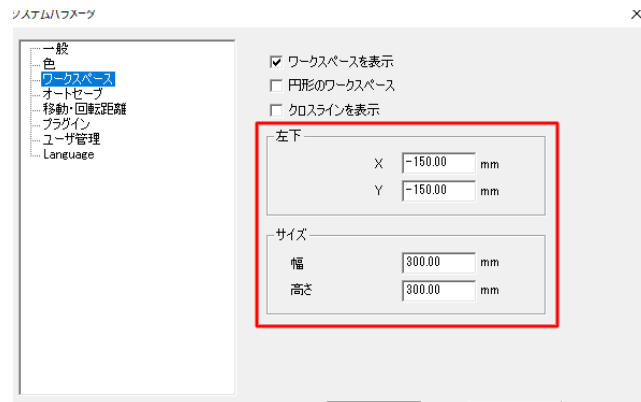 システムパラメータ
一般
色
ワークスペース
オートセーブ
移動・回転距離
プラグイン
ユーザ管理
Language
ワークスペースを表示
円形のワークスペース
クロスラインを表示
左下
X -150.00 mm
Y -150.00 mm
サイズ
幅 300.00 mm
高さ 300.00 mm